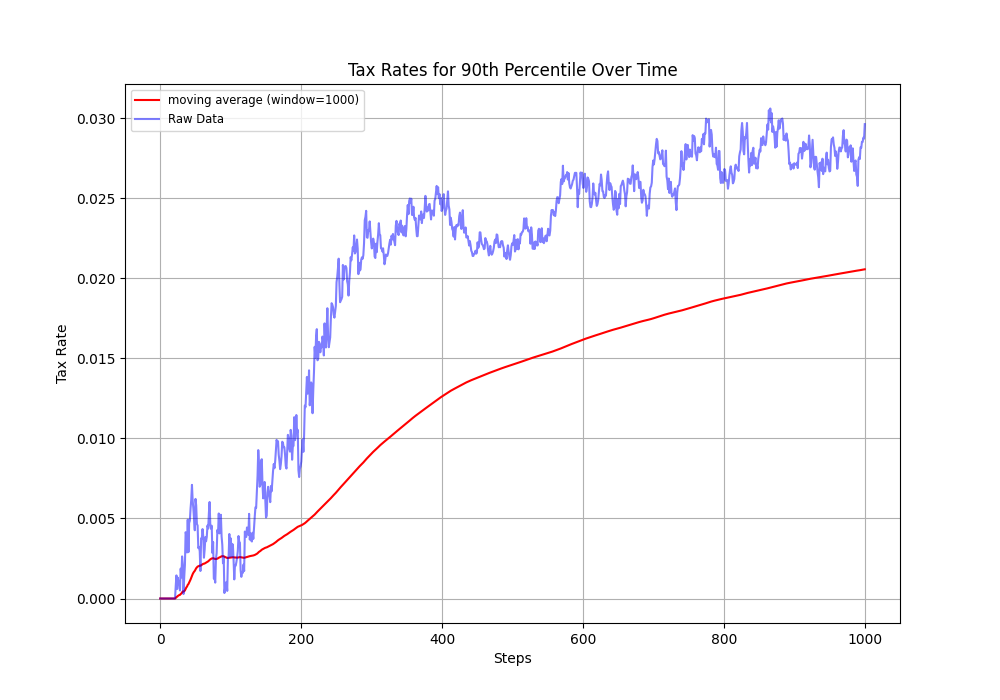 Tax Rates for 90th Percentile Over Time
moving average (window=1000)
Raw Data
0.030
0.025
0.020
0.015
0.010
0.005
0.000
Tax Rate
0 200 400 600 800 1000
Steps